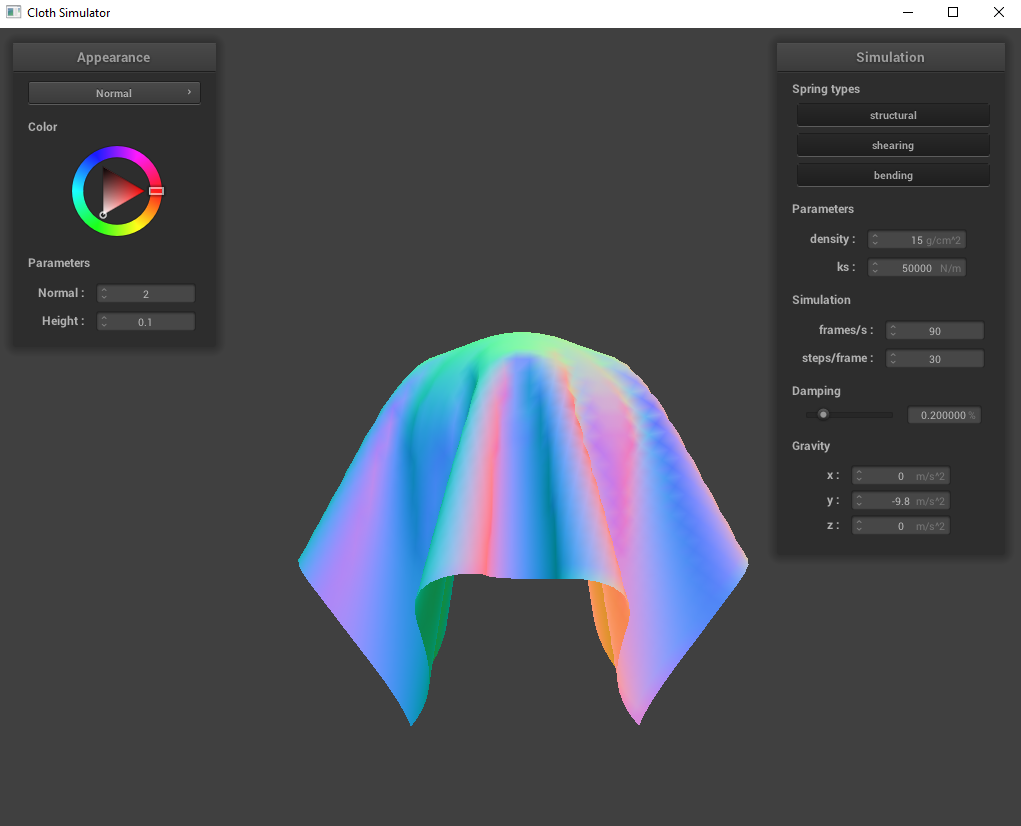 Cloth Simulator
Appearance
Normal
Color
Parameters
Normal : 2
Height : 0.1
Simulation
Spring types
structural
shearing
bending
Parameters
density : 15 g/cm^2
ks : 50000 N/m
Simulation
frames/s : 90
steps/frame : 30
Damping
0.200000 %
Gravity
x : 0 m/s^2
y : -9.8 m/s^2
z : 0 m/s^2